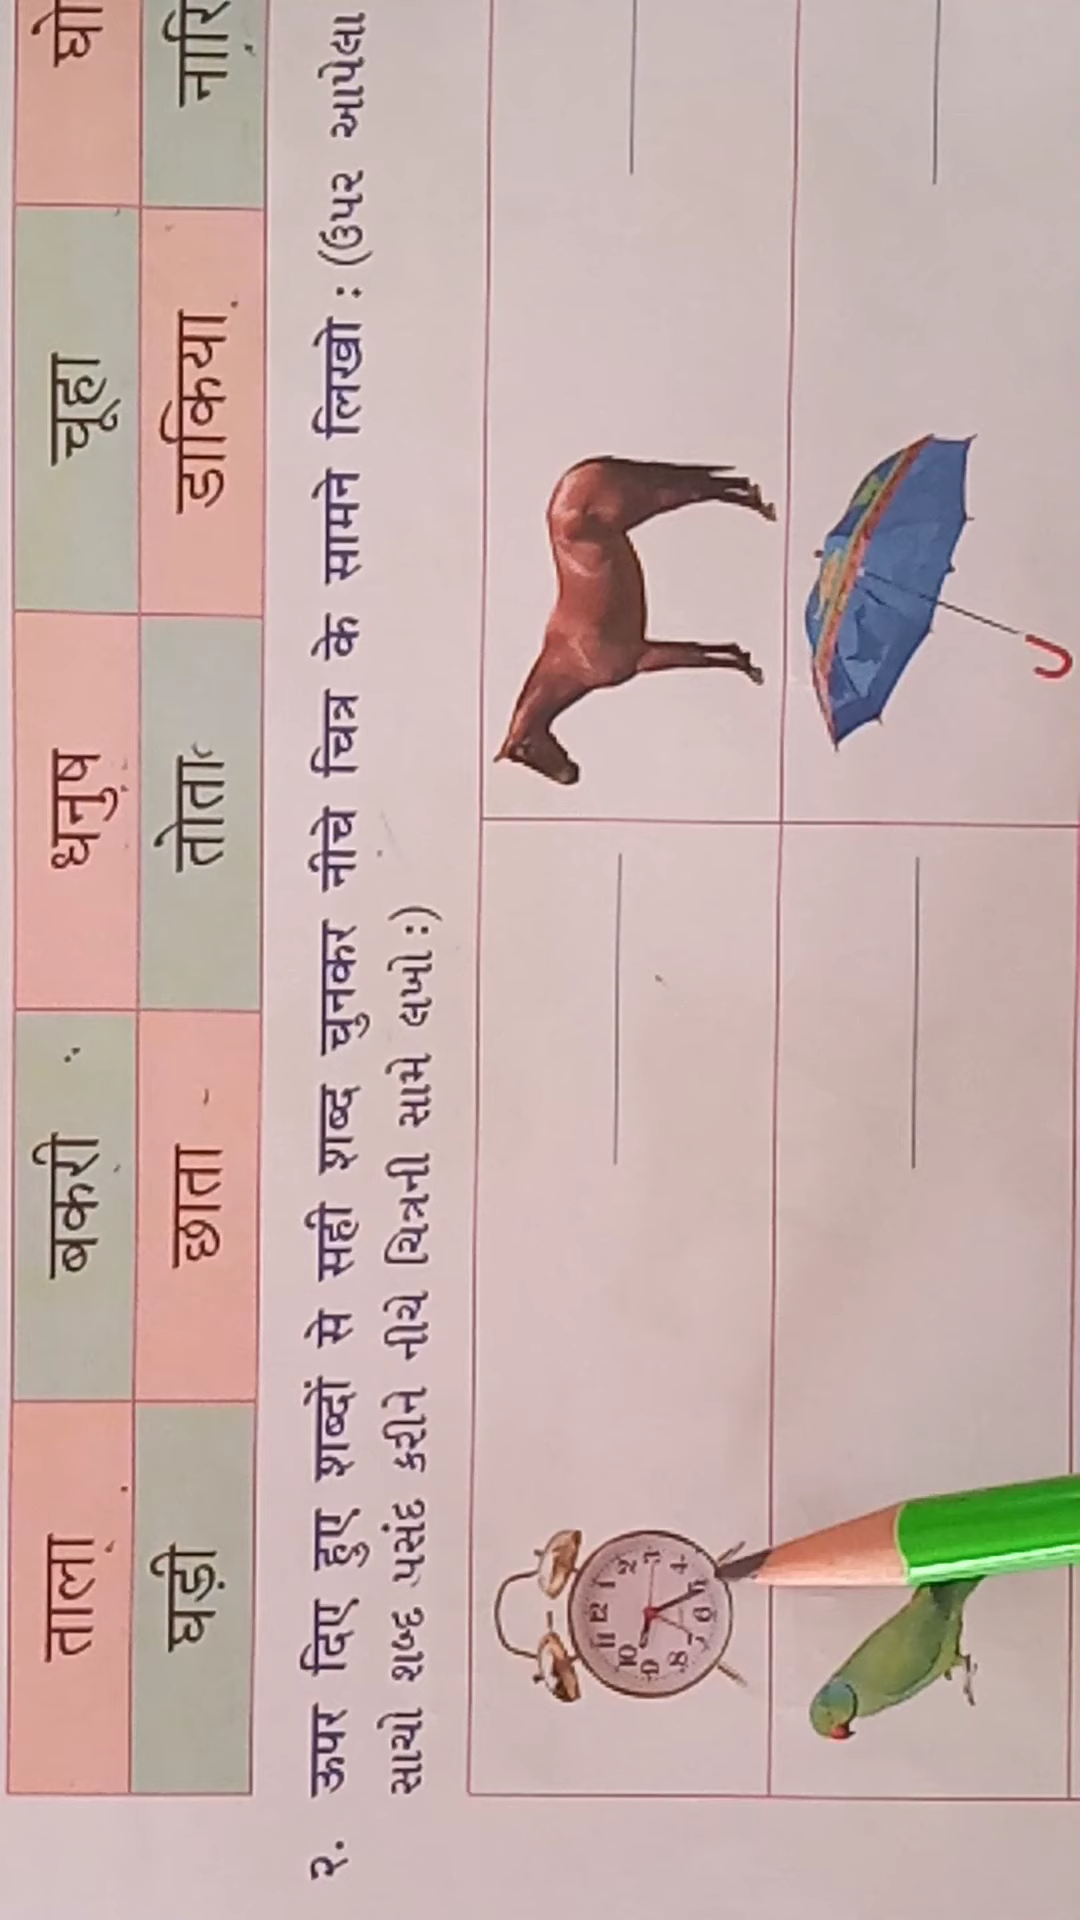 ताला बकरी धनुष चूहा
घड़ी छाता तोता डाकिया
२. ऊपर दिए हुए शब्दों से सही शब्द चुनकर नीचे चित्र के सामने लिखो : (ઉપર આપેલા
સાચો શબ્દ પસંદ કરીને નીચે ચિત્રની સામે લખો :)